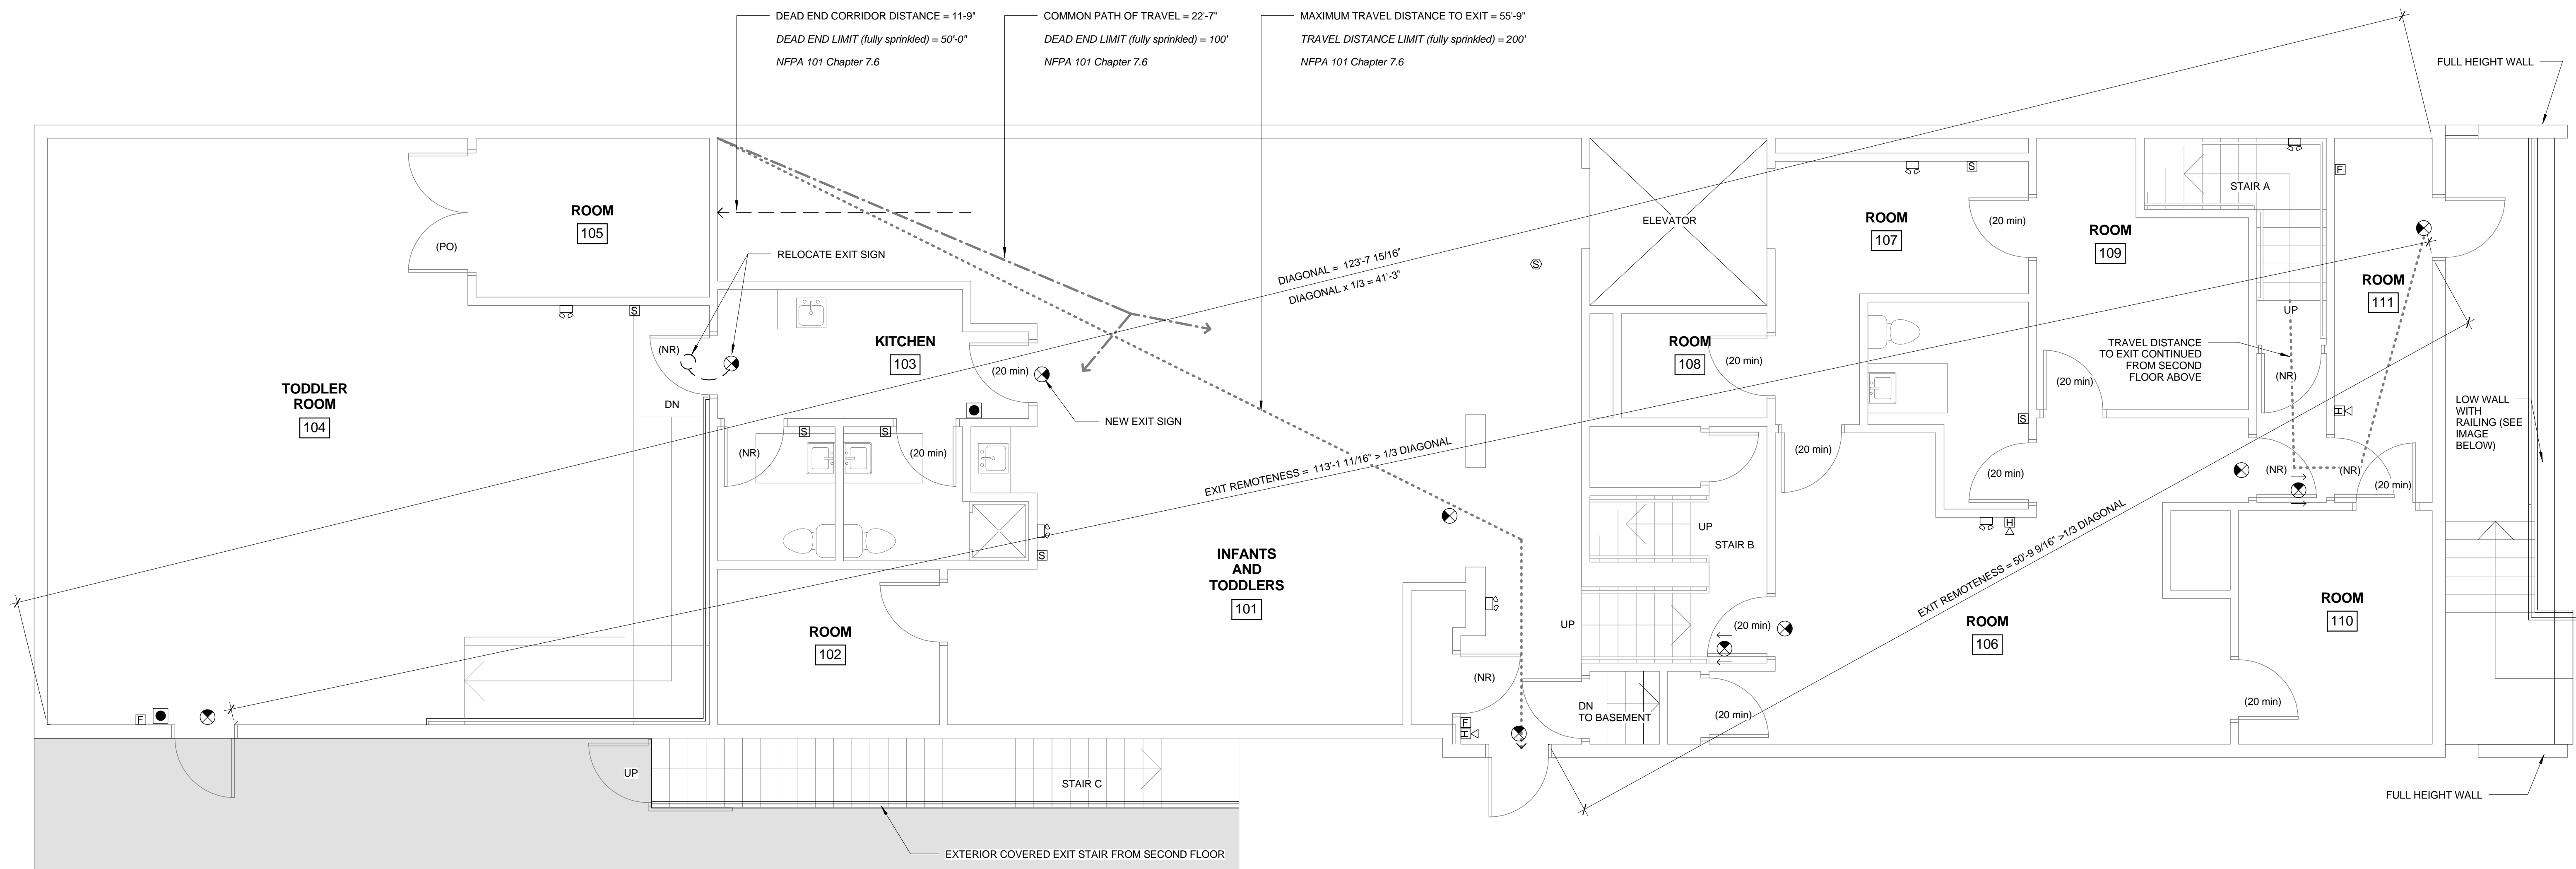 DEAD END CORRIDOR DISTANCE = 11-9"
DEAD END LIMIT (fully sprinkled) = 50'-0"
NFPA 101 Chapter 7.6
COMMON PATH OF TRAVEL = 22'-7"
DEAD END LIMIT (fully sprinkled) = 100'
NFPA 101 Chapter 7.6
MAXIMUM TRAVEL DISTANCE TO EXIT = 55'-9"
TRAVEL DISTANCE LIMIT (fully sprinkled) = 200'
NFPA 101 Chapter 7.6
FULL HEIGHT WALL
ROOM
105
(PO)
RELOCATE EXIT SIGN
S
(NR)
TODDLER
ROOM
104
DN
F
KITCHEN
103
(20 min)
NEW EXIT SIGN
S
S
(NR)
(20 min)
S
ROOM
102
INFANTS
AND
TODDLERS
101
DIAGONAL = 123'-7 15/16"
DIAGONAL x 1/3 = 41'-3"
EXIT REMOTENESS = 113'-1 11/16" > 1/3 DIAGONAL
S
ELEVATOR
ROOM
108
(20 min)
S
ROOM
107
(20 min)
ROOM
109
STAIR A
F
ROOM
111
UP
TRAVEL DISTANCE
TO EXIT CONTINUED
FROM SECOND
FLOOR ABOVE
(NR)
(20 min)
H
LOW WALL
WITH
RAILING (SEE
IMAGE
BELOW)
S
(20 min)
(20 min)
(NR)
(NR)
(20 min)
H
UP
STAIR B
UP
(20 min)
EXIT REMOTENESS = 50'-9 9/16" >1/3 DIAGONAL
ROOM
106
ROOM
110
(20 min)
(NR)
F
H
DN
TO BASEMENT
(20 min)
UP
STAIR C
EXTERIOR COVERED EXIT STAIR FROM SECOND FLOOR
FULL HEIGHT WALL